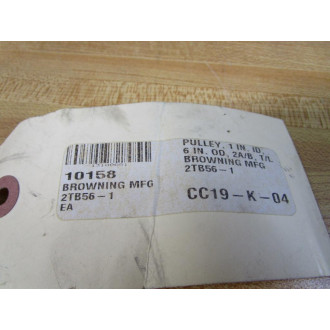 10158
BROWNING MFG
2TB56-1
EA
PULLEY, 1 IN. ID,
6 IN. OD, 2A/B, T/L
BROWNING MFG
2TB56-1
CC19-K-04